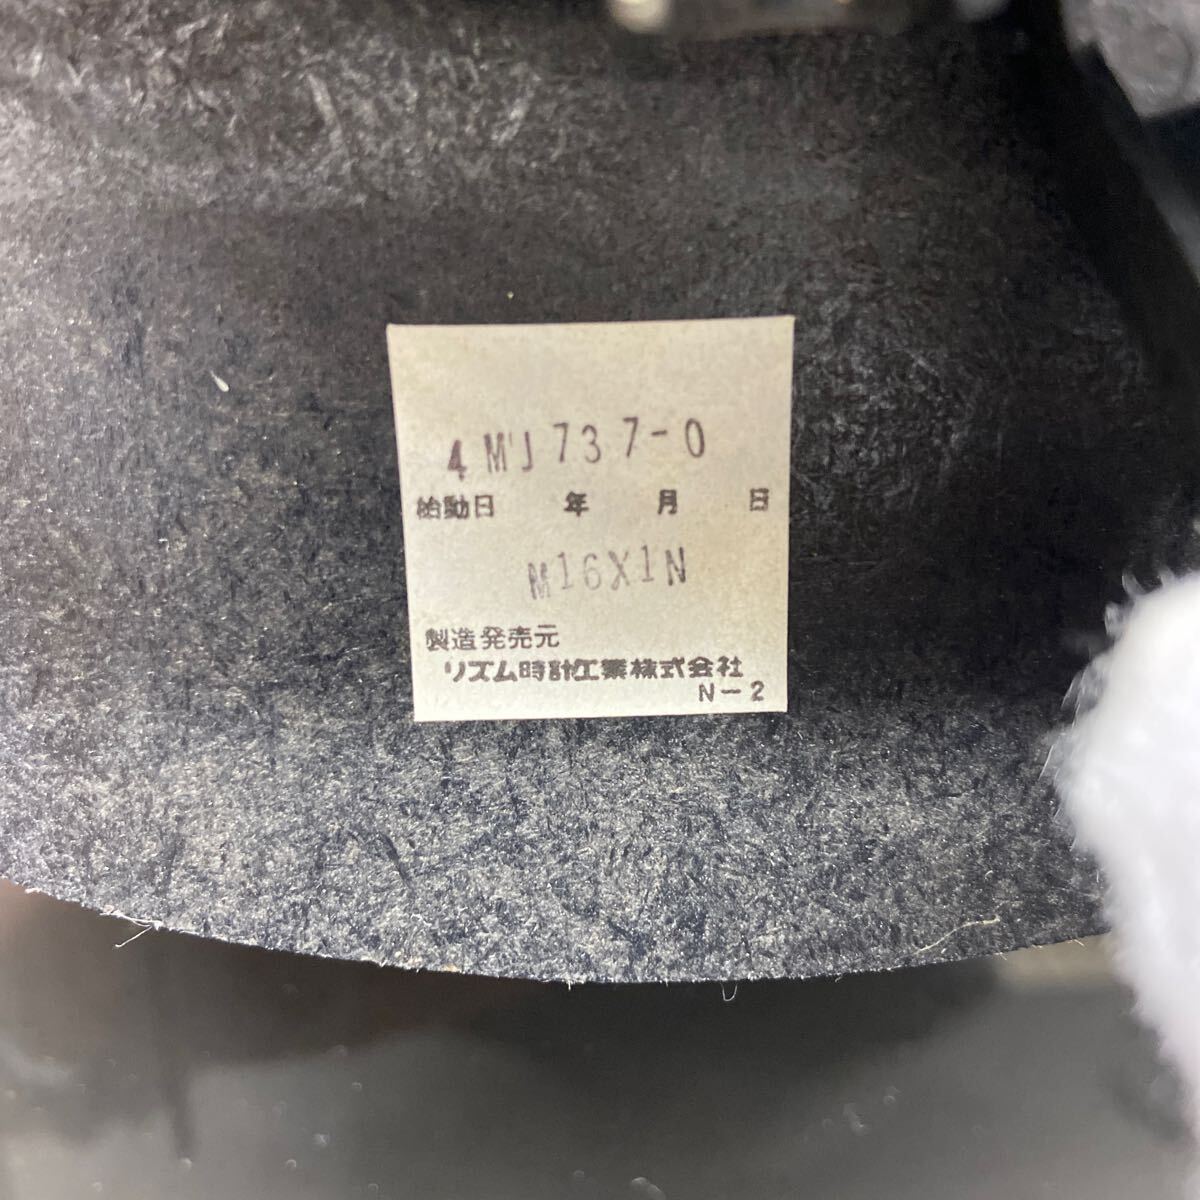 4MJ737-0
始動日 年 月 日
M16X1N
製造発売元
リズム時計工業株式会社
N-2